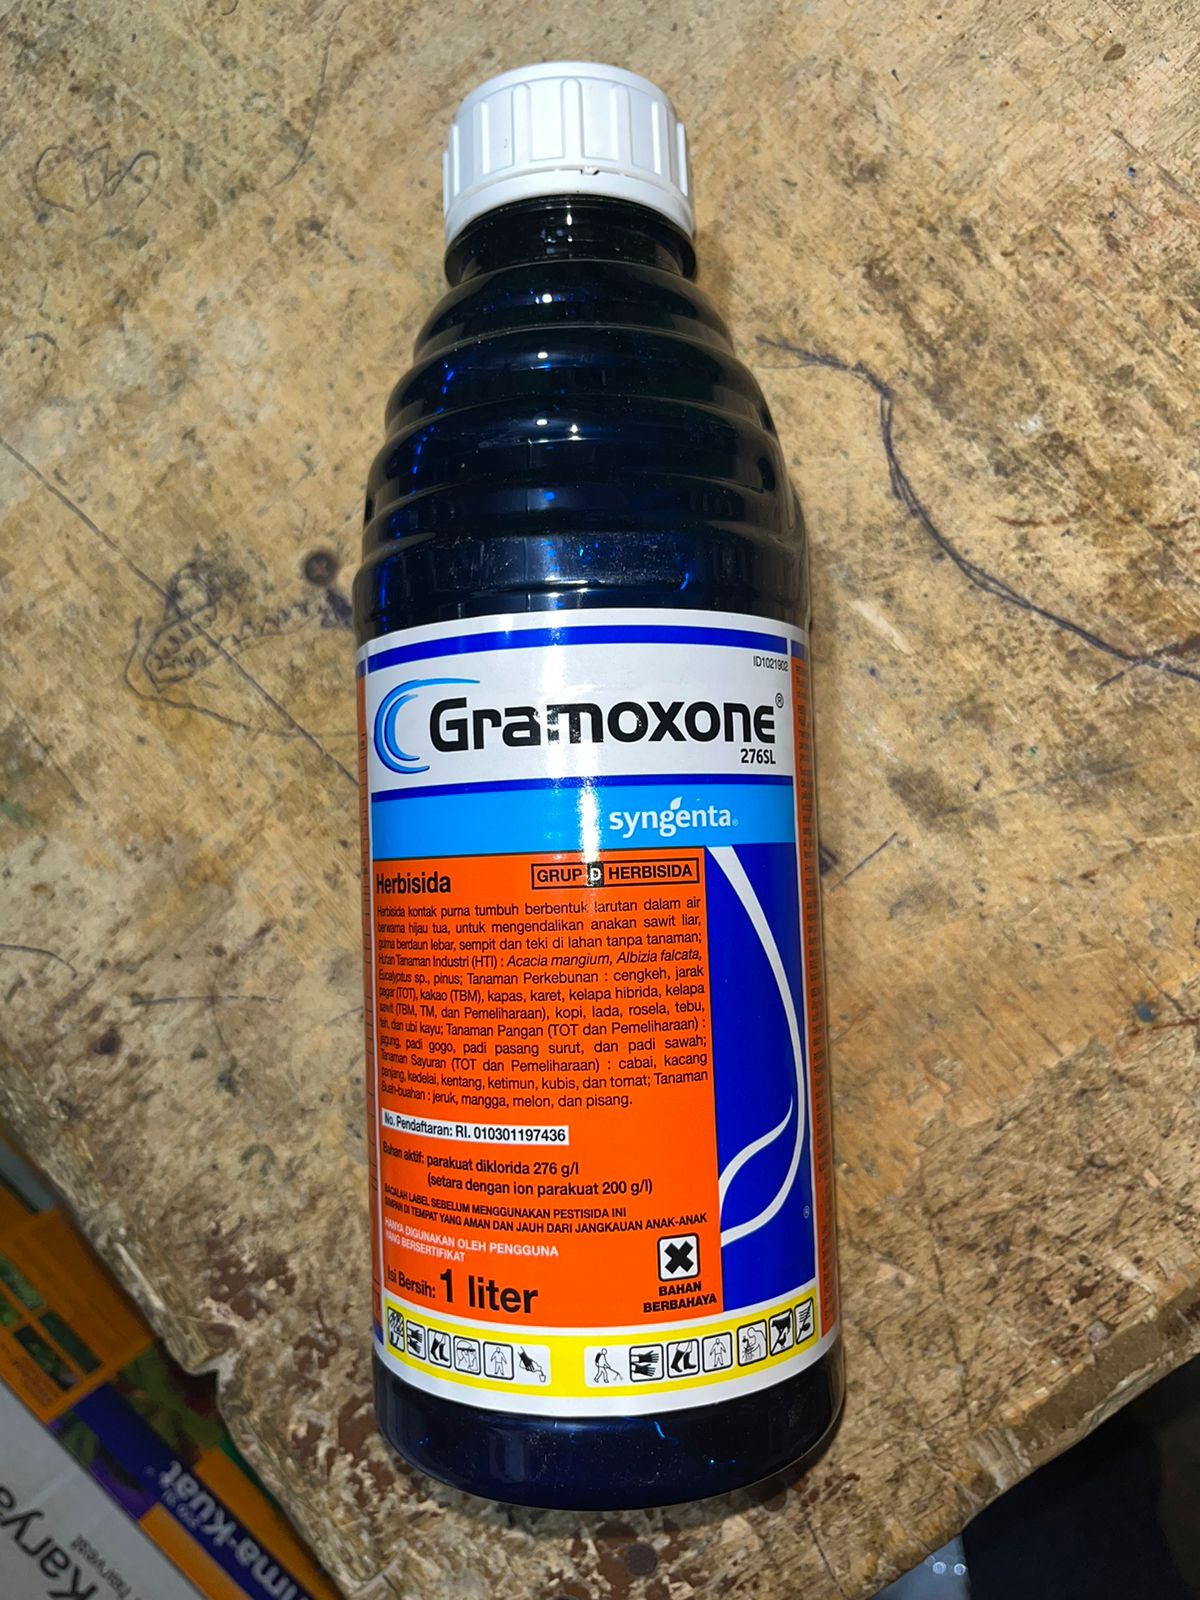 ID1021902
Gramoxone®
276SL
syngenta®
Herbisida
GRUP D HERBISIDA
Herbisida kontak purna tumbuh berbentuk larutan dalam air
berwarna hijau tua, untuk mengendalikan anakan sawit liar,
gulma berdaun lebar, sempit dan teki di lahan tanpa tanaman;
Hutan Tanaman Industri (HTI) : Acacia mangium, Albizia falcata,
Eucalyptus sp., pinus; Tanaman Perkebunan : cengkeh, jarak
pagar (TOT), kakao (TBM), kapas, karet, kelapa hibrida, kelapa
sawit (TBM, TM, dan Pemeliharaan), kopi, lada, rosela, tebu,
teh, dan ubi kayu; Tanaman Pangan (TOT dan Pemeliharaan) :
jagung, padi gogo, padi pasang surut, dan padi sawah;
Tanaman Sayuran (TOT dan Pemeliharaan) : cabai, kacang
panjang, kedelai, kentang, ketimun, kubis, dan tomat; Tanaman
Buah-buahan : jeruk, mangga, melon, dan pisang.
No. Pendaftaran: RI. 010301197436
Bahan aktif: parakuat diklorida 276 g/l
(setara dengan ion parakuat 200 g/l)
BACALAH LABEL SEBELUM MENGGUNAKAN PESTISIDA INI
SIMPAN DI TEMPAT YANG AMAN DAN JAUH DARI JANGKAUAN ANAK-ANAK
HANYA DIGUNAKAN OLEH PENGGUNA
YANG BERSERTIFIKAT
Isi Bersih: 1 liter
BAHAN
BERBAHAYA
®
Karya
harvest